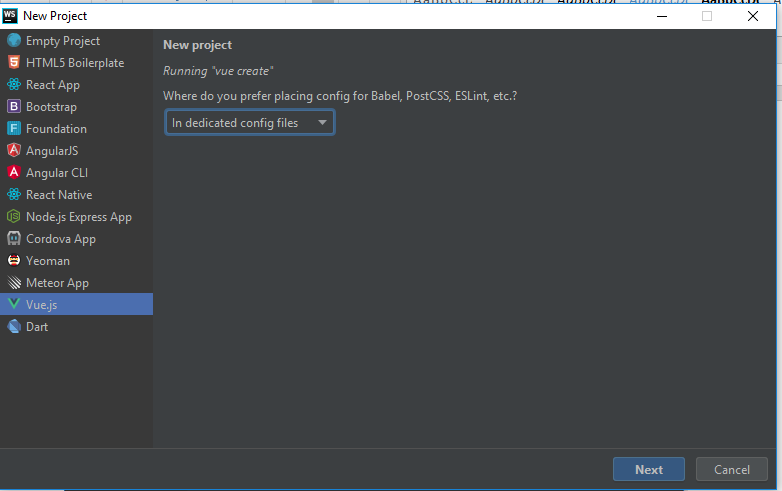 WS New Project
Empty Project
HTML5 Boilerplate
React App
Bootstrap
Foundation
AngularJS
Angular CLI
React Native
Node.js Express App
Cordova App
Yeoman
Meteor App
Vue.js
Dart
New project
Running "vue create"
Where do you prefer placing config for Babel, PostCSS, ESLint, etc.?
In dedicated config files
Next
Cancel